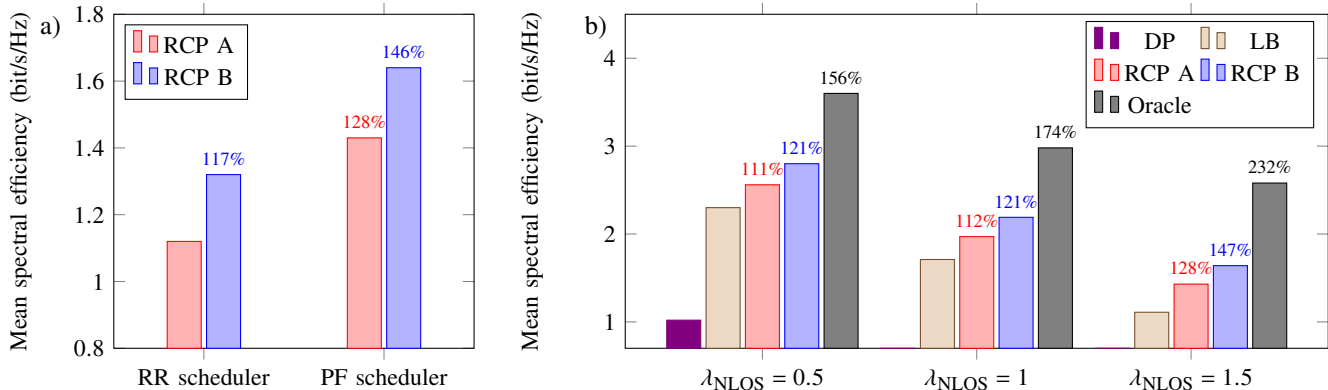 a)
Mean spectral efficiency (bit/s/Hz)
1.8
1.6
1.4
1.2
1
0.8
RCP A
RCP B
117%
128%
146%
RR scheduler
PF scheduler
b)
Mean spectral efficiency (bit/s/Hz)
4
3
2
1
DP LB
RCP A RCP B
Oracle
111%
121%
156%
112%
121%
174%
128%
147%
232%
λNLOS = 0.5
λNLOS = 1
λNLOS = 1.5